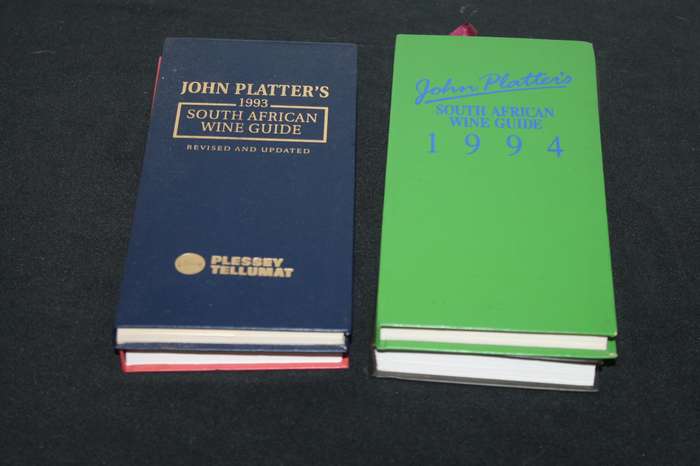 JOHN PLATTER'S
1993
SOUTH AFRICAN
WINE GUIDE
REVISED AND UPDATED
PLESSEY
TELLUMAT
John Platter's
SOUTH AFRICAN
WINE GUIDE
1994